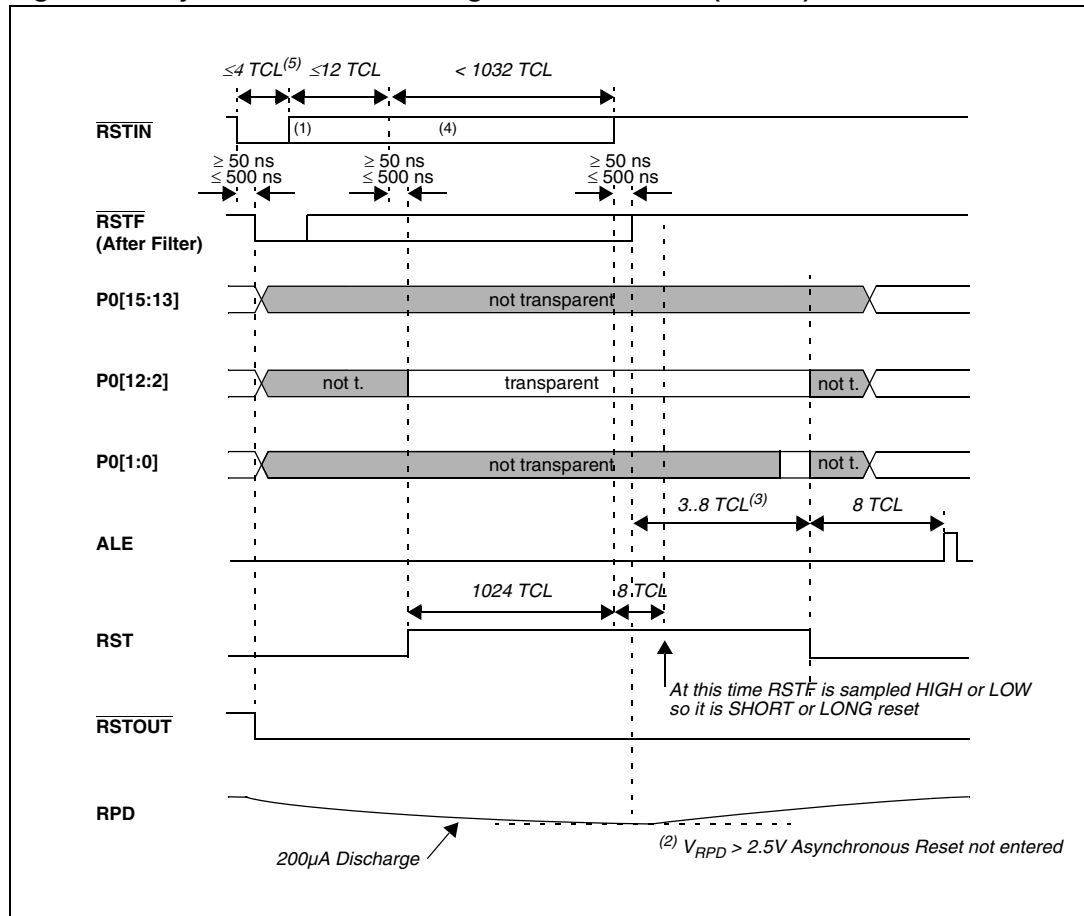 ≤4 TCL(5) ≤12 TCL < 1032 TCL
RSTIN (1) (4)
≥ 50 ns ≥ 50 ns ≥ 50 ns
≤ 500 ns ≤ 500 ns ≤ 500 ns
RSTF
(After Filter)
P0[15:13] not transparent
P0[12:2] not t. transparent not t.
P0[1:0] not transparent not t.
3..8 TCL(3) 8 TCL
ALE
1024 TCL 8 TCL
RST
At this time RSTF is sampled HIGH or LOW
so it is SHORT or LONG reset
RSTOUT
RPD
200µA Discharge
(2) VRPD > 2.5V Asynchronous Reset not entered